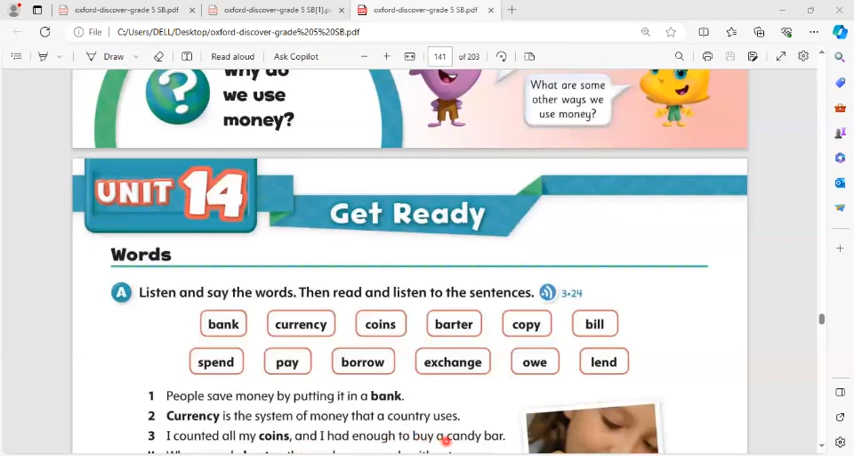 oxford-discover-grade 5 SB.pdf
oxford-discover-grade 5 SB[1].p
oxford-discover-grade 5 SB.pdf
File
C:/Users/DELL/Desktop/oxford-discover-grade%205%20SB.pdf
Draw
Read aloud
Ask Copilot
141 of 203
Why do
we use
money?
What are some
other ways we
use money?
UNIT 14
Get Ready
Words
A Listen and say the words. Then read and listen to the sentences. 3•24
bank currency coins barter copy bill
spend pay borrow exchange owe lend
1 People save money by putting it in a bank.
2 Currency is the system of money that a country uses.
3 I counted all my coins, and I had enough to buy a candy bar.